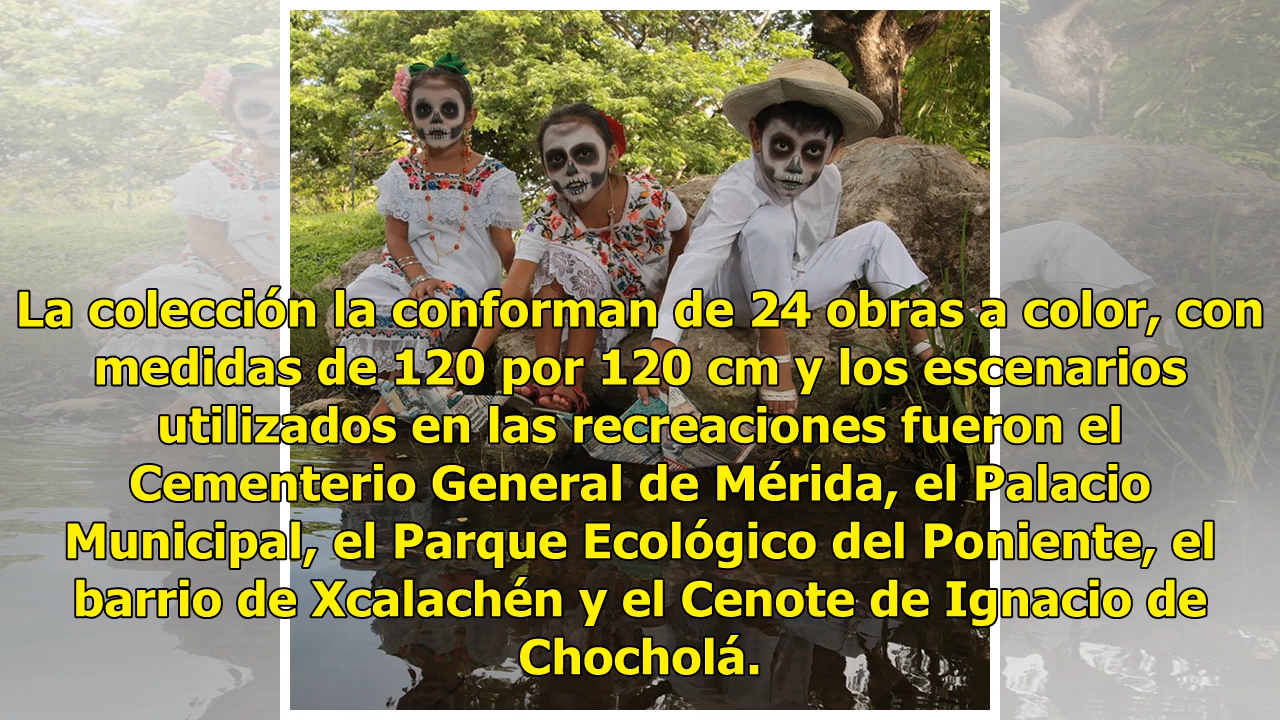 La colección la conforman de 24 obras a color, con
medidas de 120 por 120 cm y los escenarios
utilizados en las recreaciones fueron el
Cementerio General de Mérida, el Palacio
Municipal, el Parque Ecológico del Poniente, el
barrio de Xcalachén y el Cenote de Ignacio de
Chocholá.